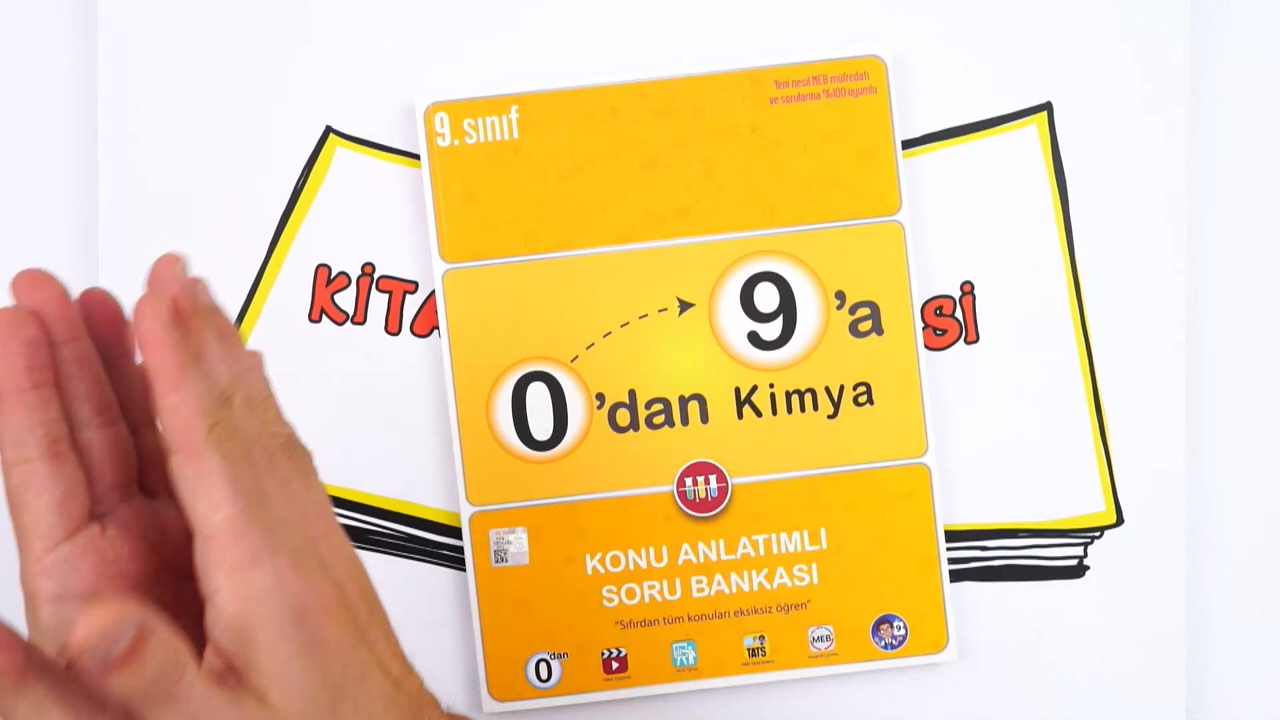 Yeni nesil MEB müfredatı
ve sorularına %100 uyumlu
9. sınıf
KİTA
Sİ
9'a
0'dan Kimya
KONU ANLATIMLI
SORU BANKASI
"Sıfırdan tüm konuları eksiksiz öğren"
0'dan
TATS
MEB
9